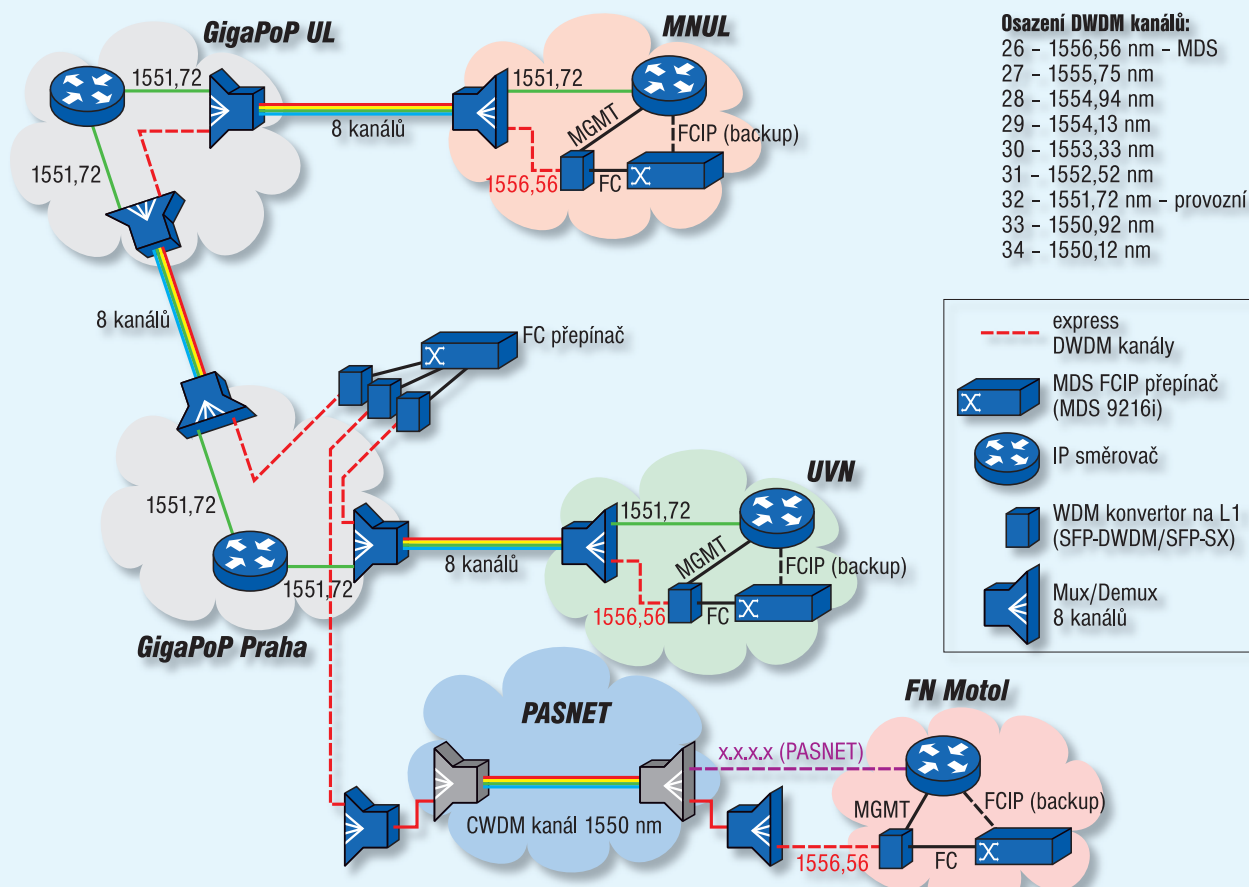 GigaPoP UL
MNUL
Osazení DWDM kanálů:
26 – 1556,56 nm – MDS
27 – 1555,75 nm
28 – 1554,94 nm
29 – 1554,13 nm
30 – 1553,33 nm
31 – 1552,52 nm
32 – 1551,72 nm – provozní
33 – 1550,92 nm
34 – 1550,12 nm
1551,72
8 kanálů
1551,72
MGMT
FCIP (backup)
1556,56
FC
1551,72
8 kanálů
FC přepínač
express
DWDM kanály
MDS FCIP přepínač
(MDS 9216i)
IP směrovač
WDM konvertor na L1
(SFP-DWDM/SFP-SX)
Mux/Demux
8 kanálů
1551,72
1551,72
GigaPoP Praha
8 kanálů
UVN
1551,72
MGMT
FCIP (backup)
1556,56
FC
PASNET
CWDM kanál 1550 nm
x.x.x.x (PASNET)
FN Motol
MGMT
FCIP (backup)
1556,56
FC